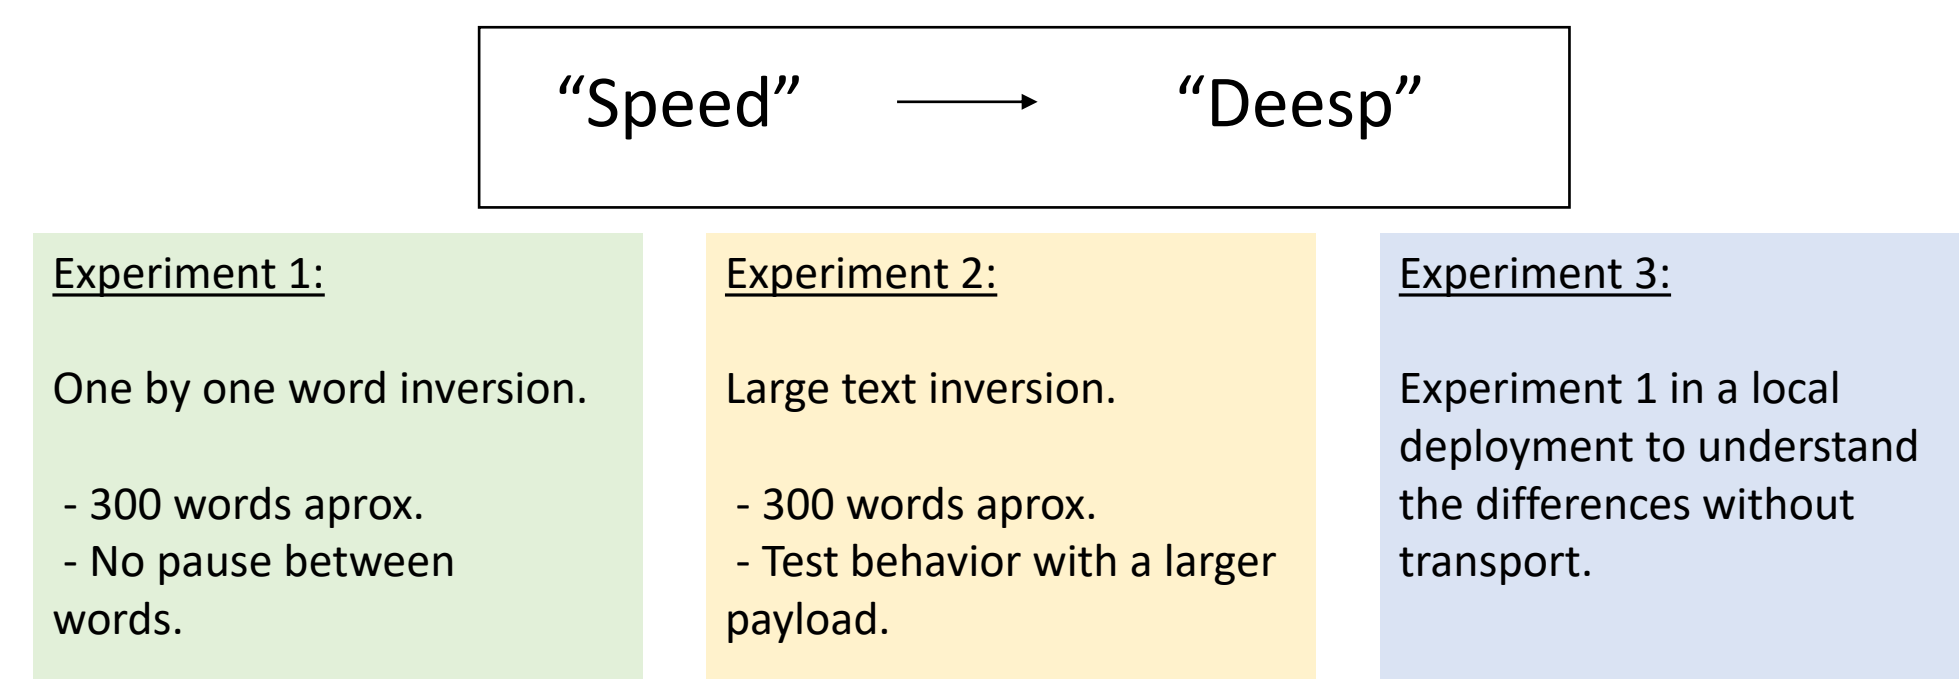 “Speed” “Deesp”
Experiment 1:
One by one word inversion.
- 300 words aprox.
- No pause between
words.
Experiment 2:
Large text inversion.
- 300 words aprox.
- Test behavior with a larger
payload.
Experiment 3:
Experiment 1 in a local
deployment to understand
the differences without
transport.